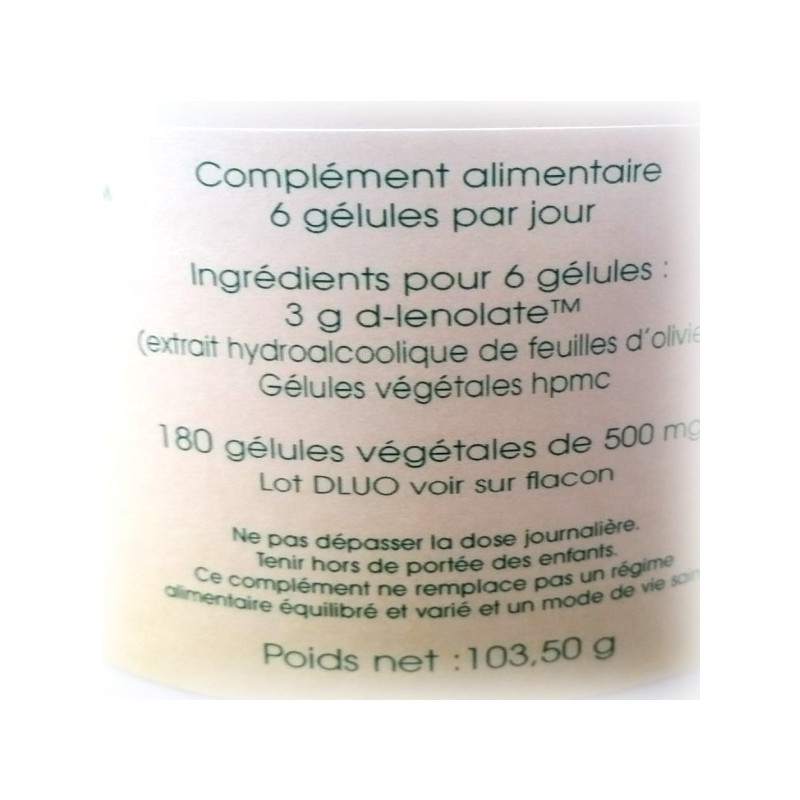 Complément alimentaire
6 gélules par jour
Ingrédients pour 6 gélules :
3 g d-lenolate™
(extrait hydroalcoolique de feuilles d'olivie
Gélules végétales hpmc
180 gélules végétales de 500 mg
Lot DLUO voir sur flacon
Ne pas dépasser la dose journalière.
Tenir hors de portée des enfants.
Ce complément ne remplace pas un régime
alimentaire équilibré et varié et un mode de vie sain
Poids net :103,50 g